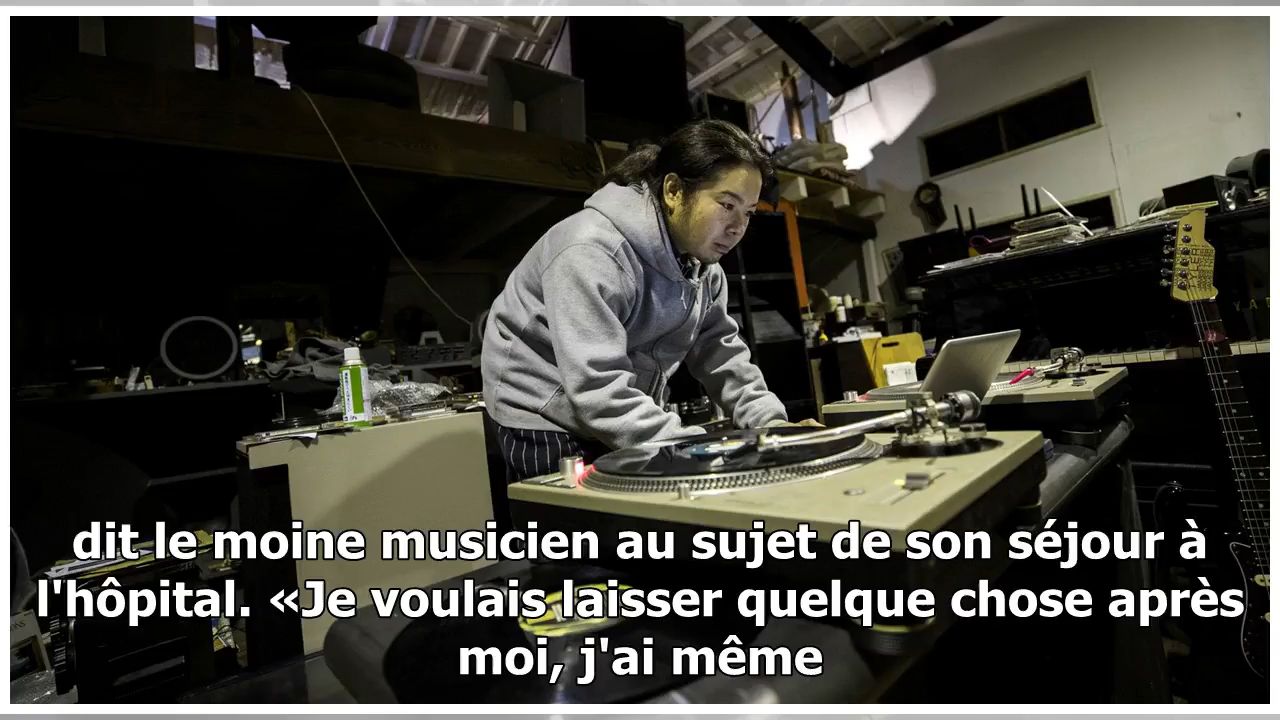 dit le moine musicien au sujet de son séjour à
l'hôpital. «Je voulais laisser quelque chose après
moi, j'ai même